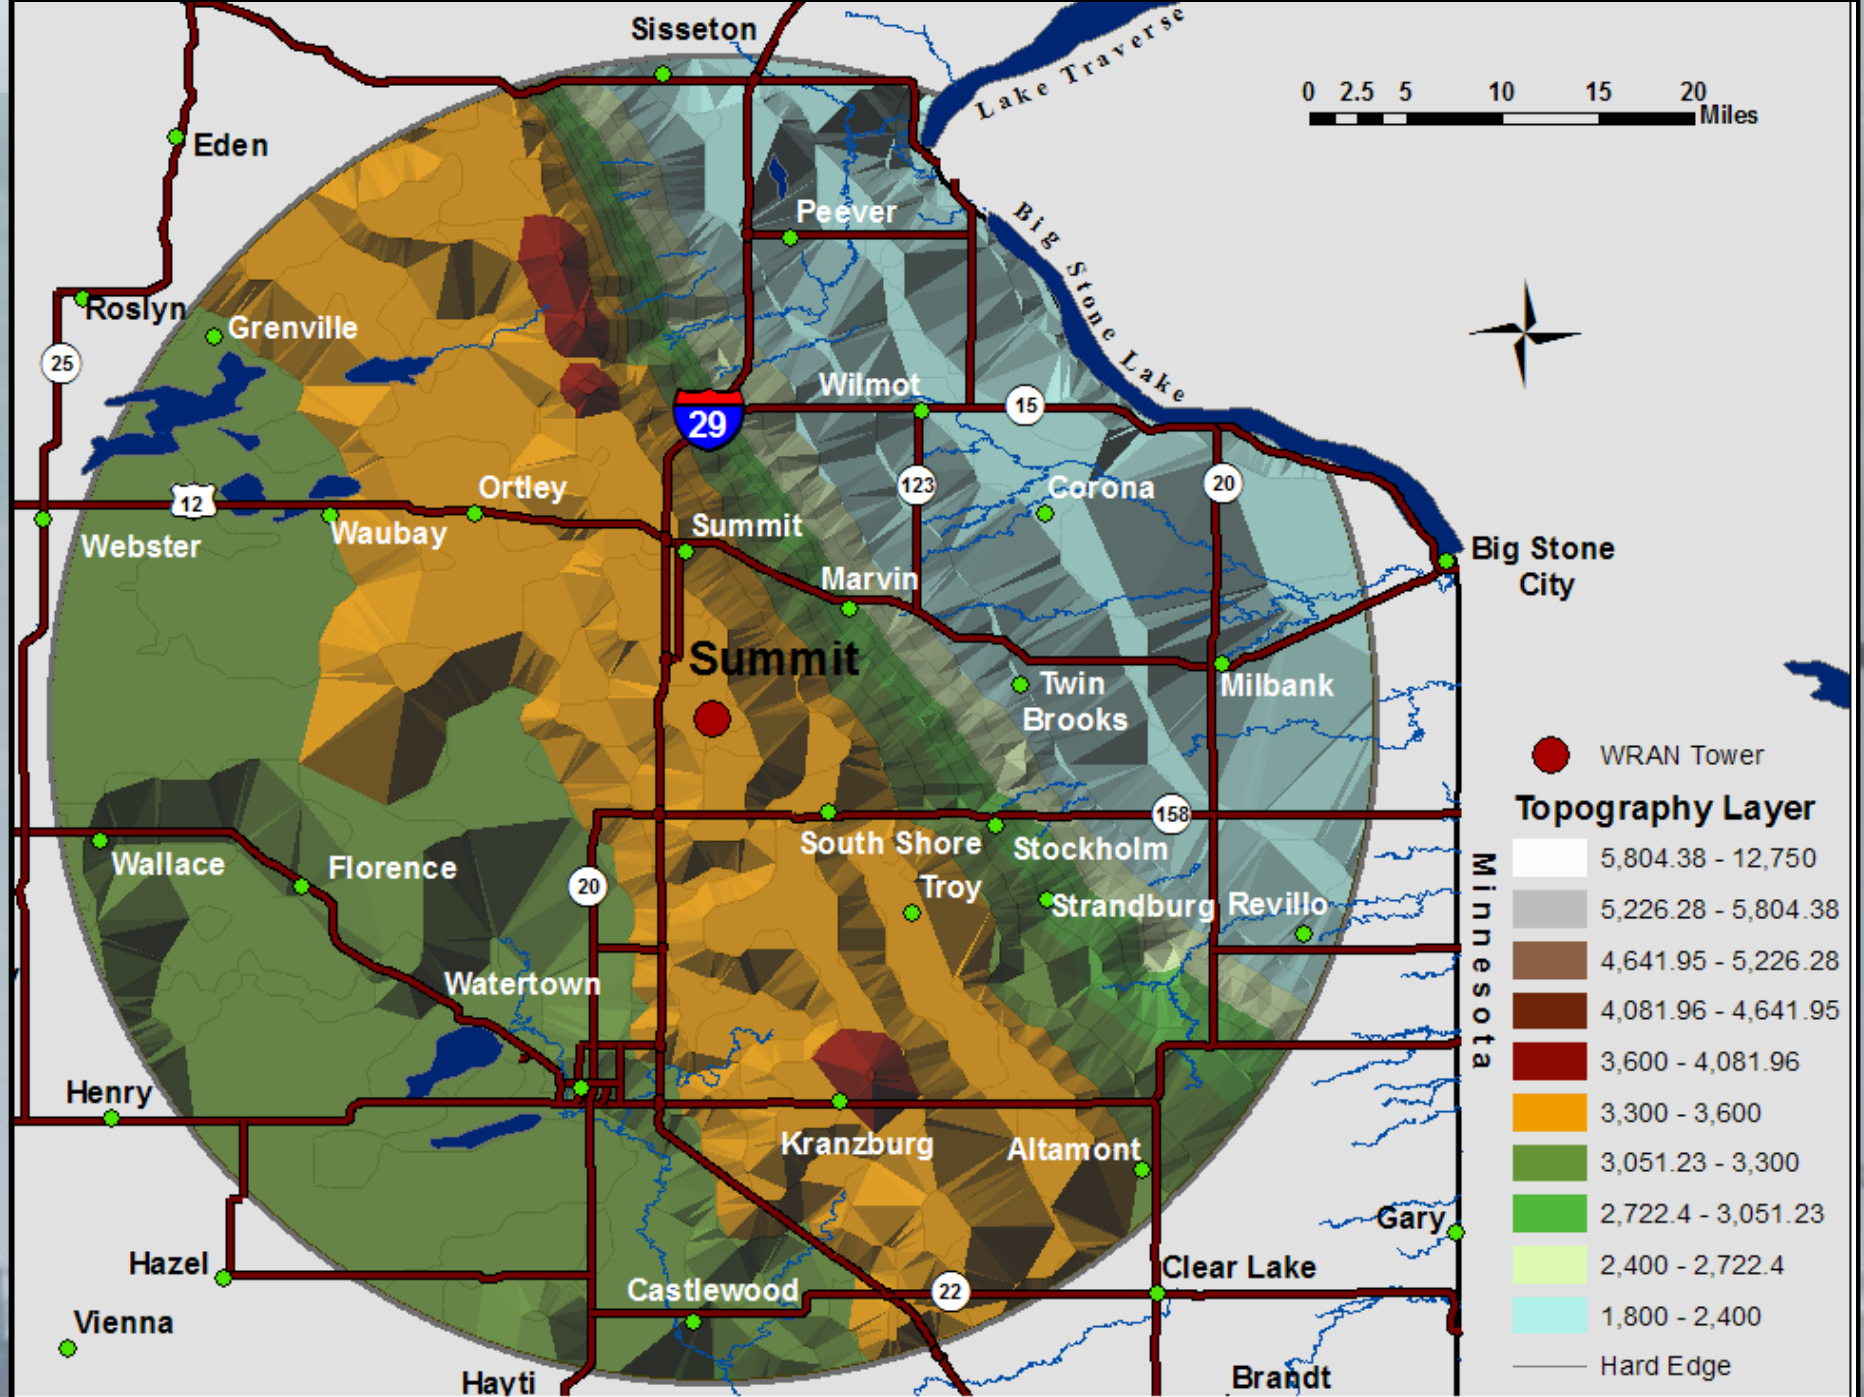 Sisseton
Lake Traverse
0 2.5 5 10 15 20
Miles
Eden
Peever
Big Stone Lake
Roslyn
Grenville
25
Wilmot
15
29
Ortley
12
123
Corona
20
Summit
Webster
Waubay
Big Stone
City
Marvin
Summit
Twin
Brooks
Milbank
WRAN Tower
Topography Layer
158
South Shore
Stockholm
Wallace
Florence
20
Troy
Strandburg
Revillo
Minnesota
5,804.38 - 12,750
5,226.28 - 5,804.38
4,641.95 - 5,226.28
4,081.96 - 4,641.95
3,600 - 4,081.96
3,300 - 3,600
3,051.23 - 3,300
2,722.4 - 3,051.23
2,400 - 2,722.4
1,800 - 2,400
Hard Edge
Watertown
Henry
Kranzburg
Altamont
Gary
Hazel
Castlewood
22
Clear Lake
Vienna
Hayti
Brandt